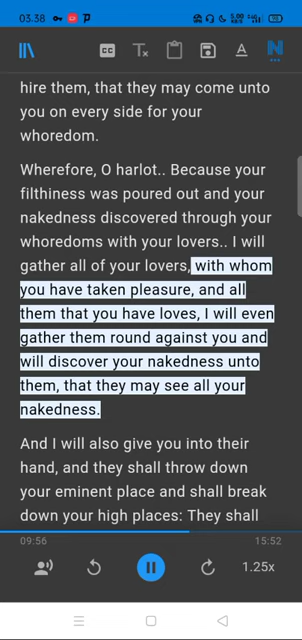 03.38
5.00
KB/S
hire them, that they may come unto
you on every side for your
whoredom.
Wherefore, O harlot.. Because your
filthiness was poured out and your
nakedness discovered through your
whoredoms with your lovers.. I will
gather all of your lovers, with whom
you have taken pleasure, and all
them that you have loves, I will even
gather them round against you and
will discover your nakedness unto
them, that they may see all your
nakedness.
And I will also give you into their
hand, and they shall throw down
your eminent place and shall break
down your high places: They shall
09:56 15:52
1.25x